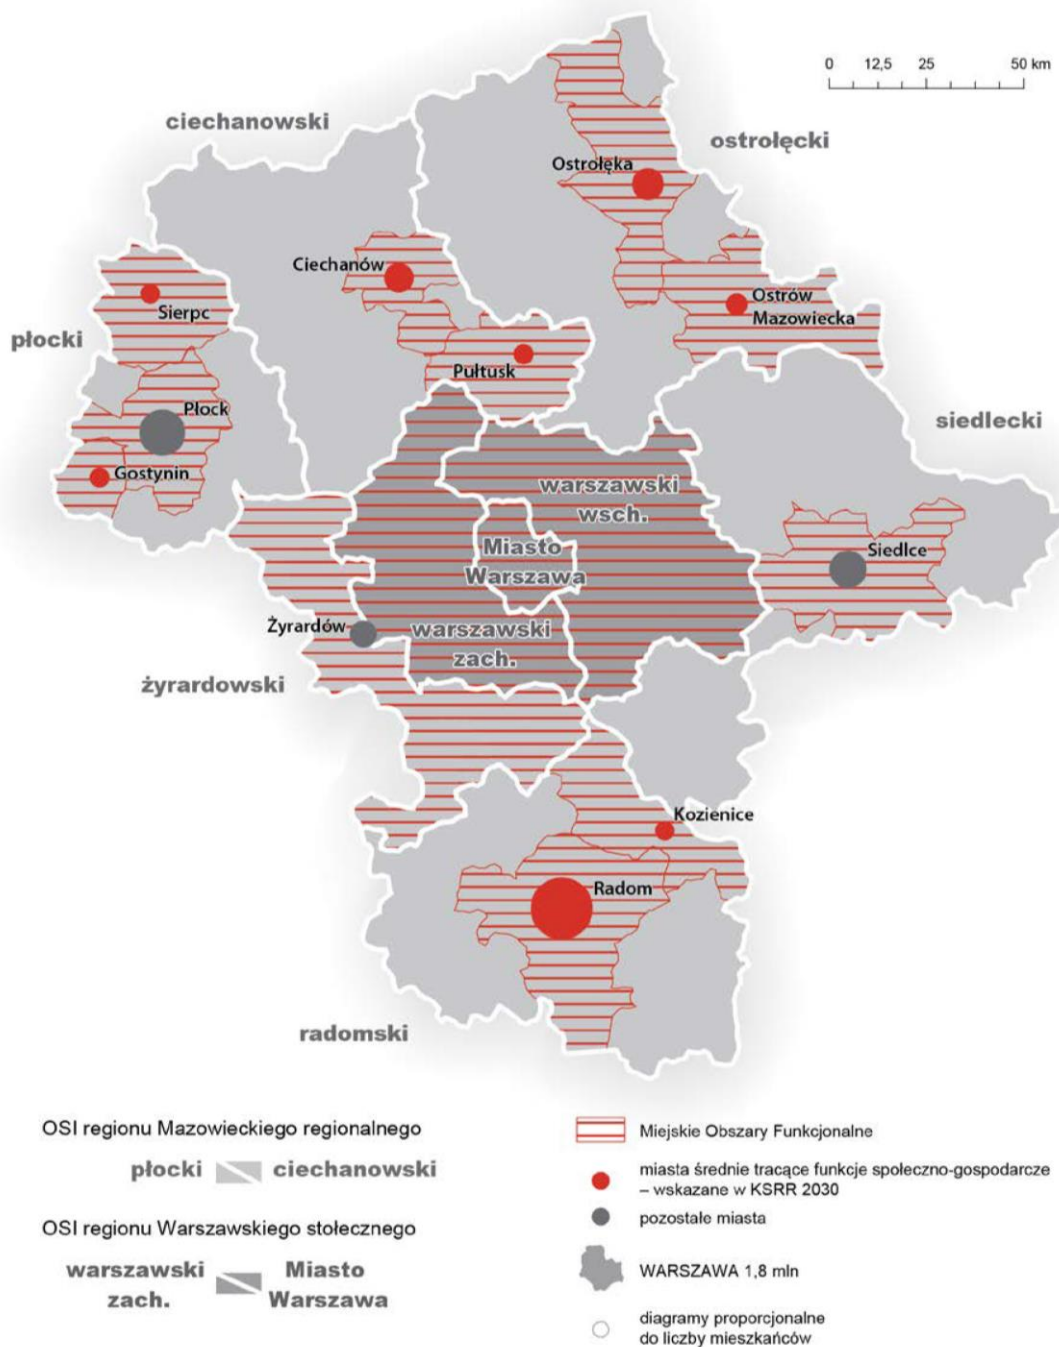 0 12,5 25 50 km
ciechanowski
ostrołęcki
Ostrołęka
Ciechanów
Sierpc
Ostrów
Mazowiecka
płocki
Pułtusk
Płock
siedlecki
Gostynin
warszawski
wsch.
Miasto
Warszawa
Siedlce
Żyrardów
warszawski
zach.
żyrardowski
Kozienice
Radom
radomski
OSI regionu Mazowieckiego regionalnego
płocki ciechanowski
OSI regionu Warszawskiego stołecznego
warszawski
zach.
Miasto
Warszawa
Miejskie Obszary Funkcjonalne
miasta średnie tracące funkcje społeczno-gospodarcze
– wskazane w KSRR 2030
pozostałe miasta
WARSZAWA 1,8 mln
diagramy proporcjonalne
do liczby mieszkańców